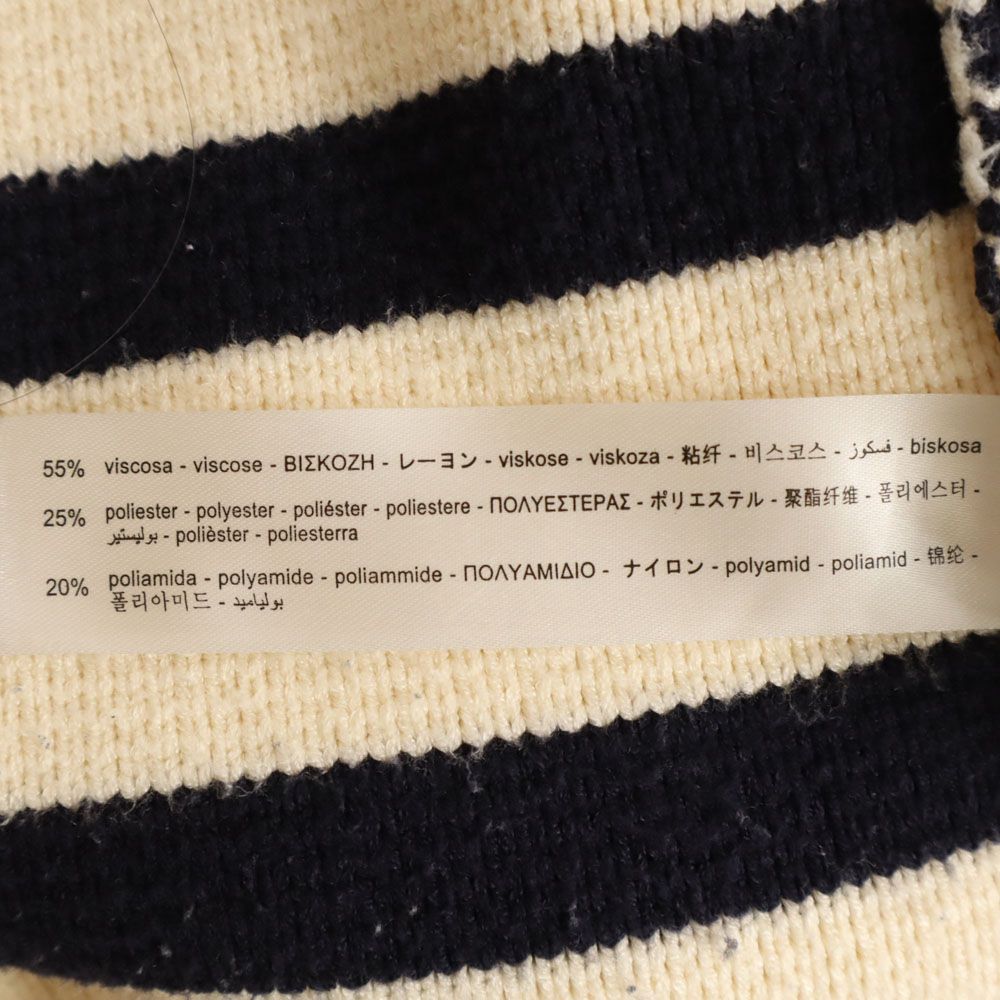 55% viscosa - viscose - ΒΙΣΚΟΖΗ - レーヨン - viskose - viskoza - 粘纤 - 비스코스 - فسكوز - biskosa
25% poliester - polyester - poliéster - poliestere - ΠΟΛΥΕΣΤΕΡΑΣ - ポリエステル - 聚酯纤维 - 폴리에스터 -
بوليستير - polièster - poliesterra
20% poliamida - polyamide - poliammide - ΠΟΛΥΑΜΙΔΙΟ - ナイロン - polyamid - poliamid - 锦纶 -
폴리아미드 - بولياميد